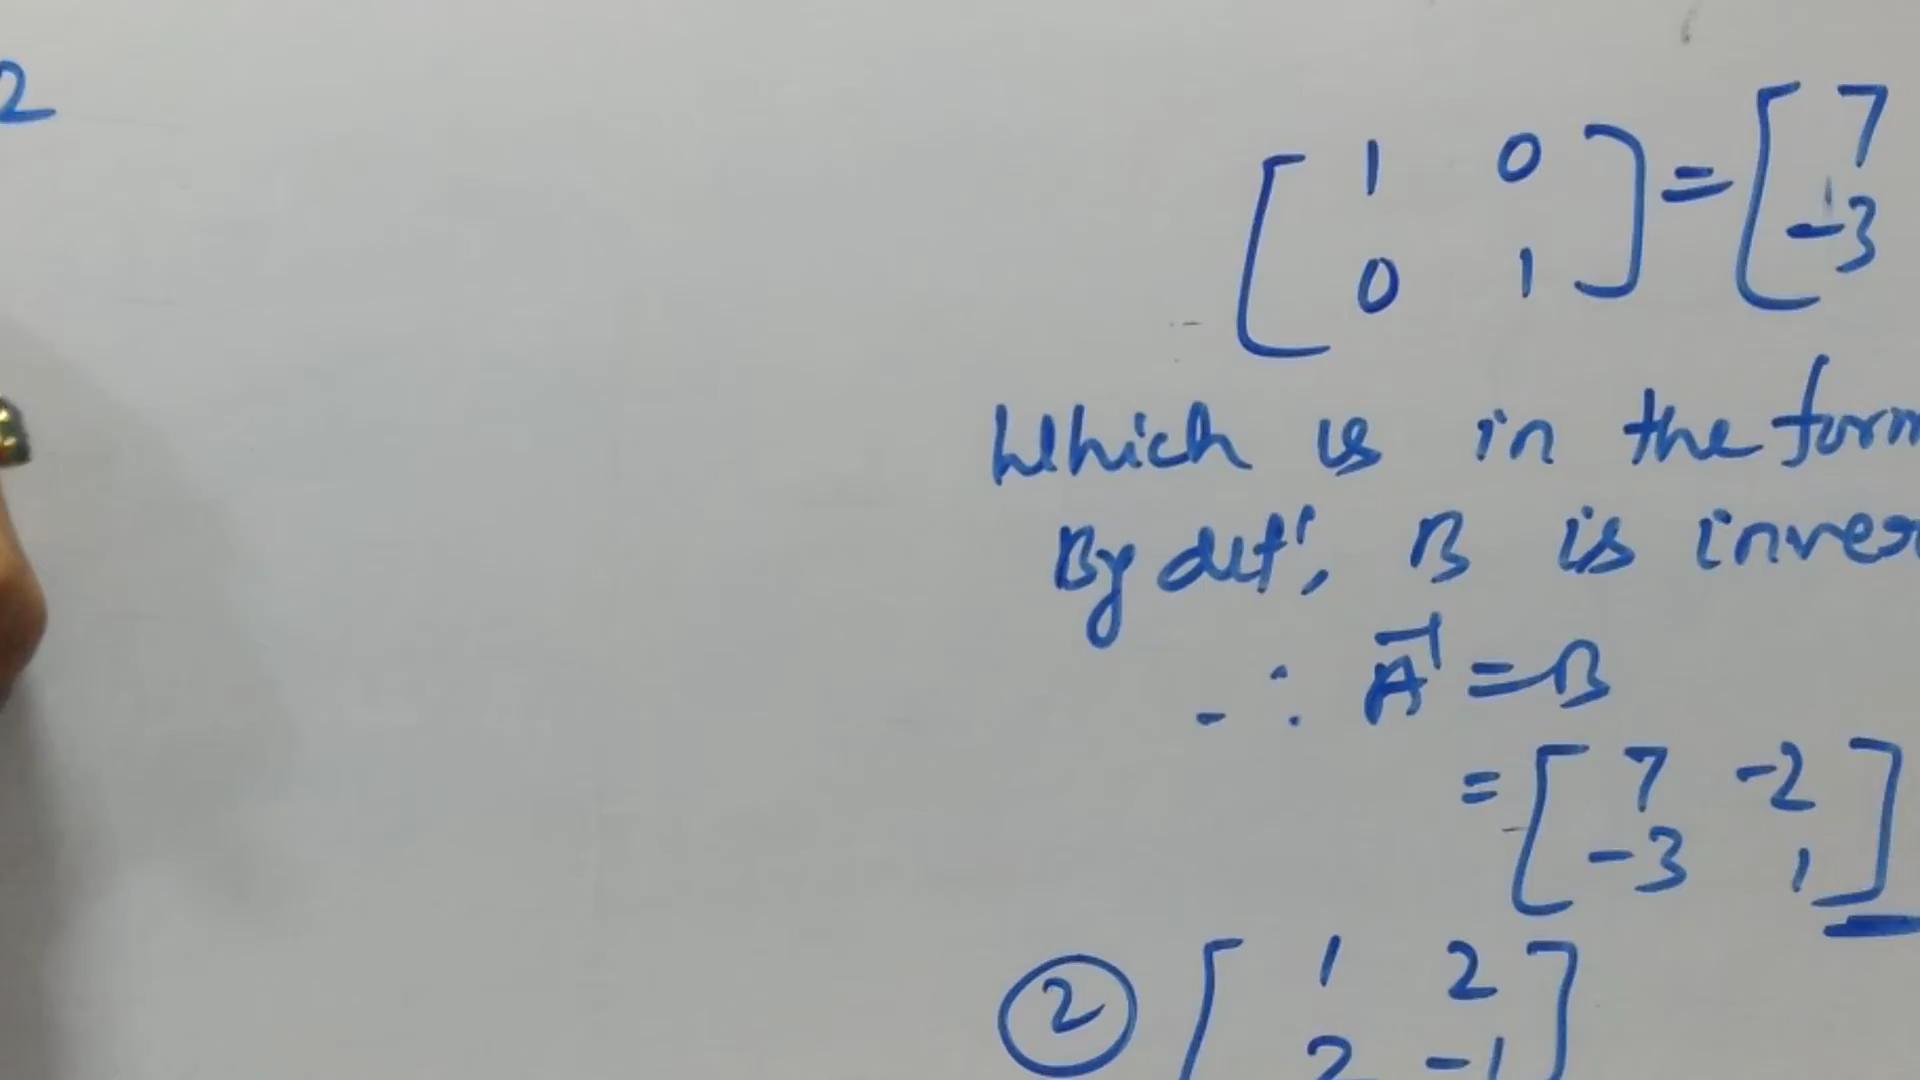 2
[ 1 0 ] = [ 7
0 1 -3
Which is in the form
By def', B is inver
∴ A⁻¹ = B
= [ 7 -2 ]
-3 1
② [ 1 2 ]
2 -1